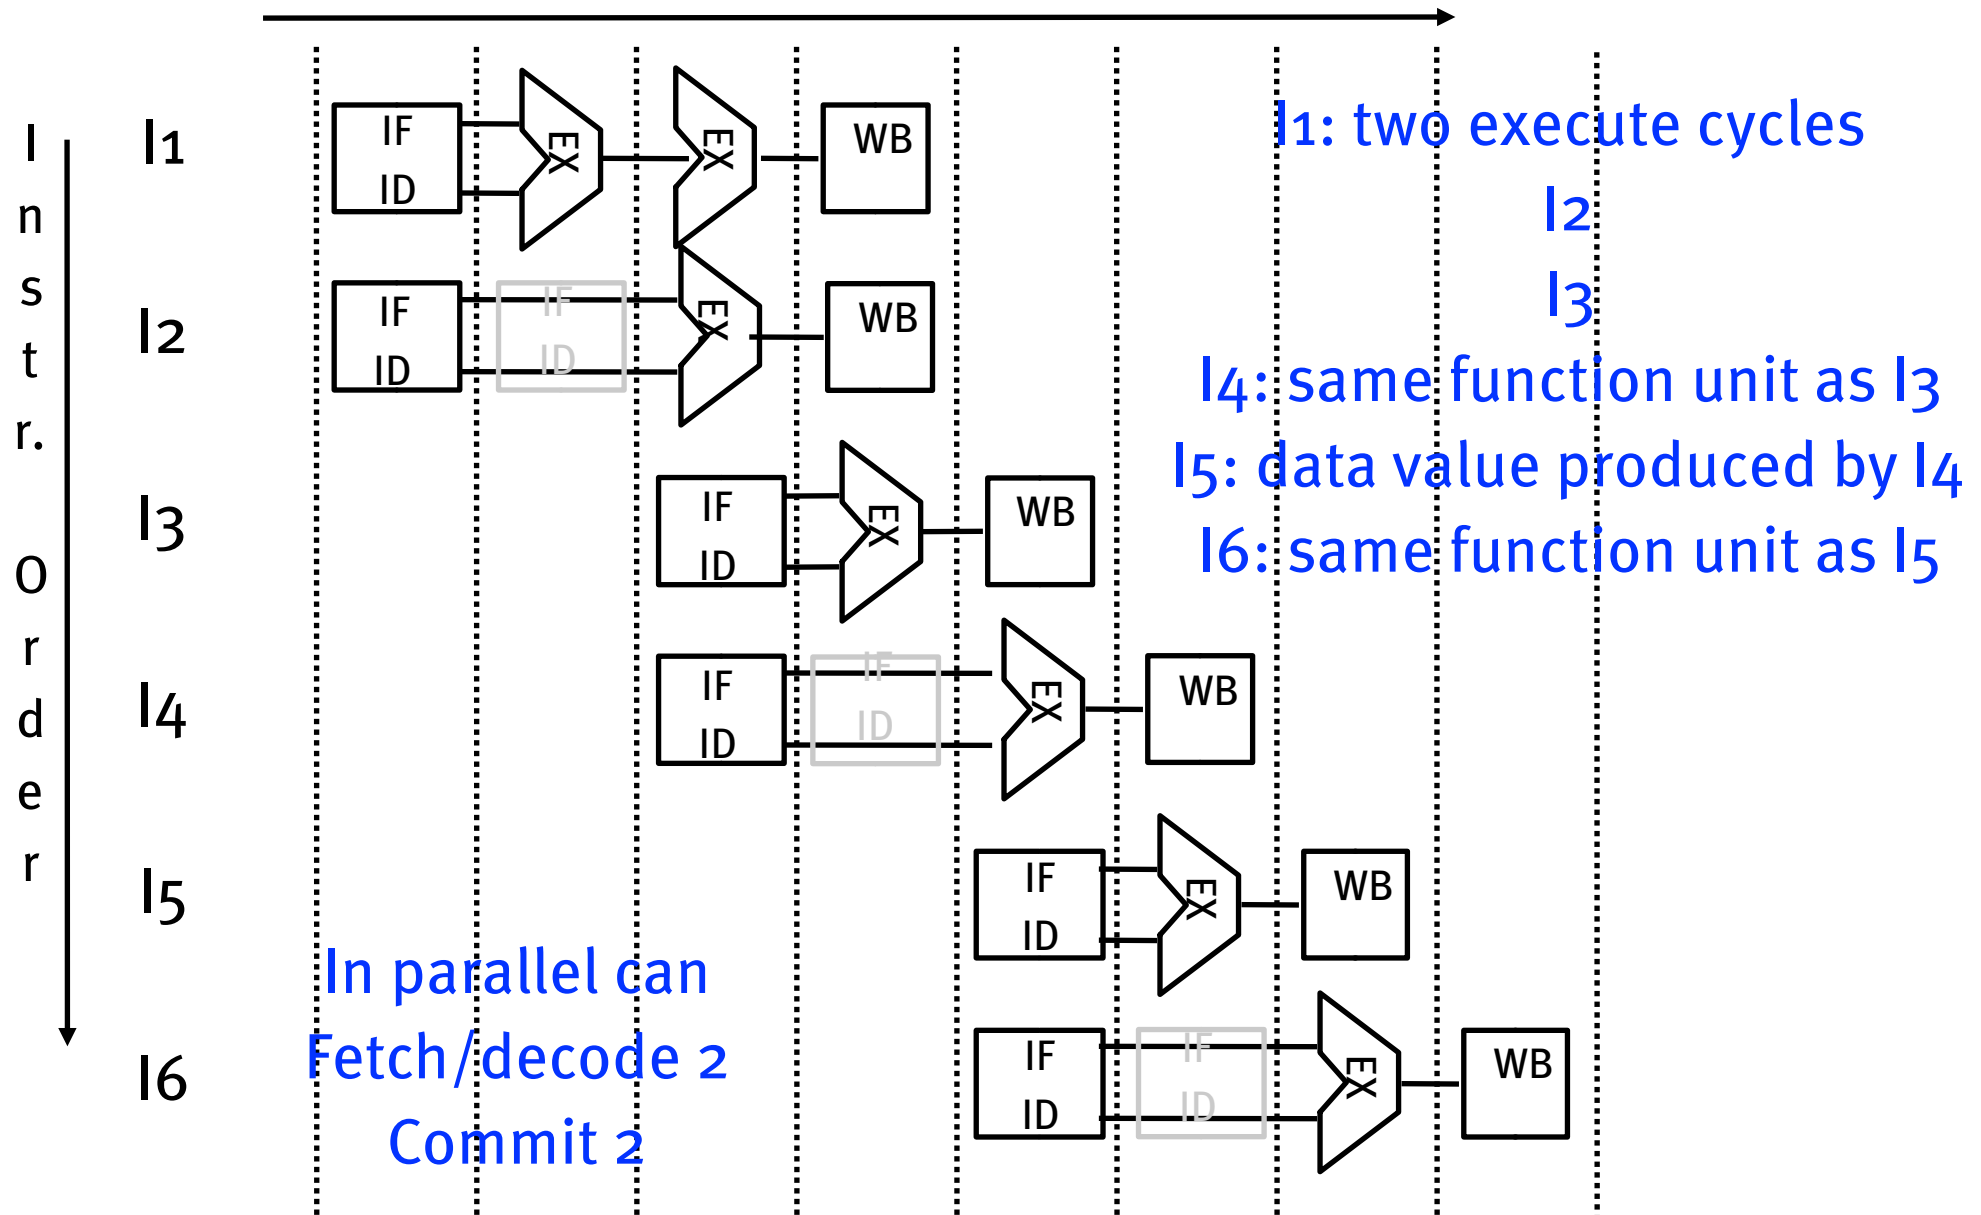 Instr. Order
I1
IF
ID
EX
EX
WB
I1: two execute cycles
I2
IF
ID
IF
ID
EX
WB
I2
I3
I3
IF
ID
EX
WB
I4: same function unit as I3
I5: data value produced by I4
I6: same function unit as I5
I4
IF
ID
IF
ID
EX
WB
I5
IF
ID
EX
WB
In parallel can
Fetch/decode 2
Commit 2
I6
IF
ID
IF
ID
EX
WB